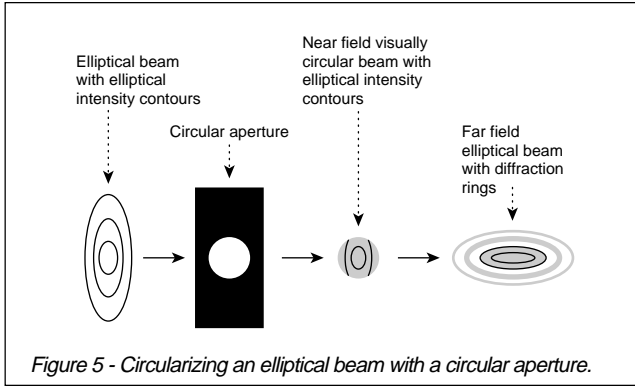 Elliptical beam
with elliptical
intensity contours
Circular aperture
Near field visually
circular beam with
elliptical intensity
contours
Far field
elliptical beam
with diffraction
rings
Figure 5 - Circularizing an elliptical beam with a circular aperture.